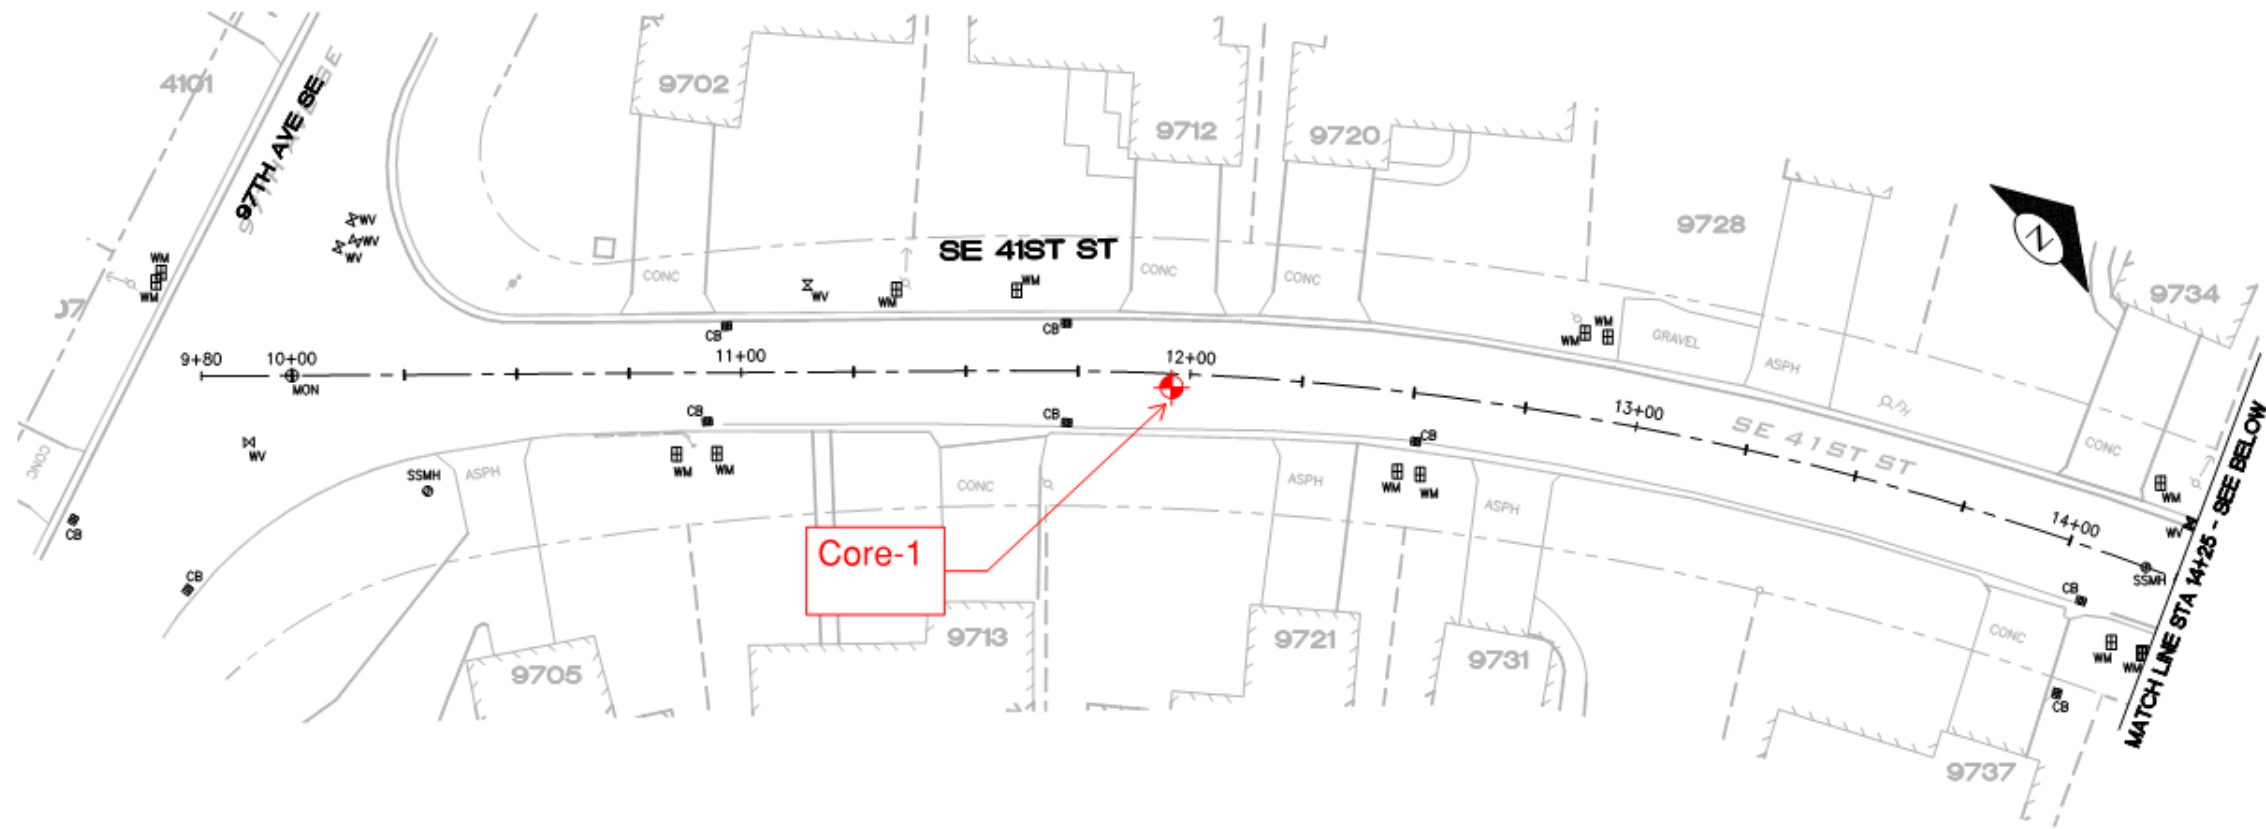 4101
97TH AVE SE
9702
9712
9720
9728
9734
N
WV
WV
WV
WM
WM
07
CONC
SE 41ST ST
WV
WM
WM
CONC
CONC
CB
CB
WM
WM
GRAVEL
ASPH
FH
CONC
9+80
10+00
MON
11+00
12+00
13+00
SE 41ST ST
14+00
WM
WV
SSMH
MATCH LINE STA 14+25 - SEE BELOW
WV
CB
CB
CB
SSMH
ASPH
WM
WM
CONC
ASPH
WM
WM
ASPH
CONC
CB
CB
Core-1
CB
WM
WM
CB
CONC
9705
9713
9721
9731
9737